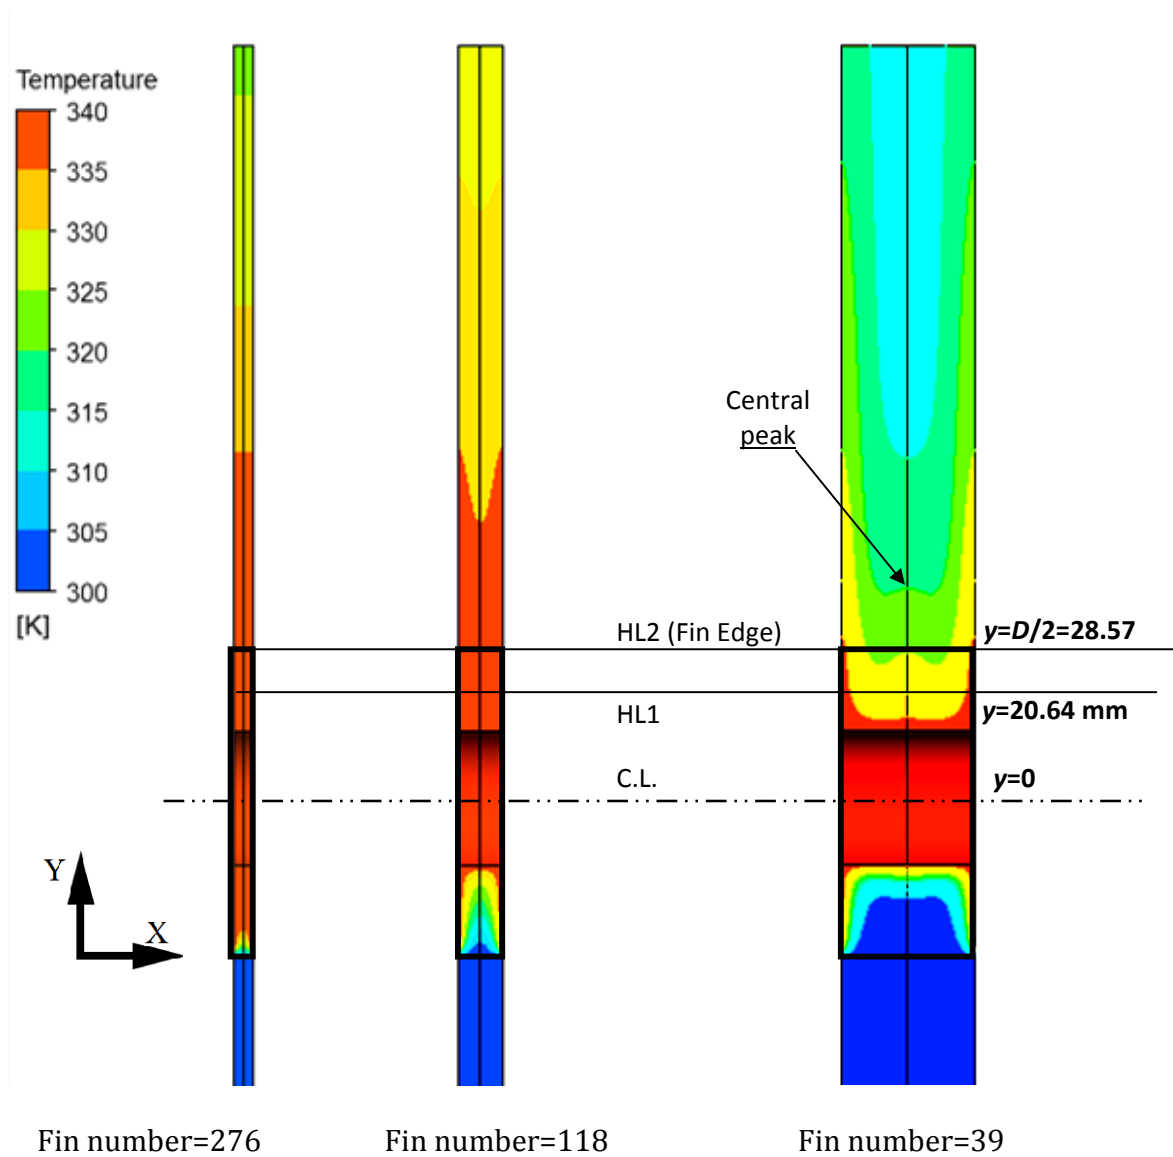 Temperature
340
335
330
325
320
315
310
305
300
[K]
Central
peak
HL2 (Fin Edge)
y=D/2=28.57
HL1
y=20.64 mm
C.L.
y=0
Y
X
Fin number=276
Fin number=118
Fin number=39